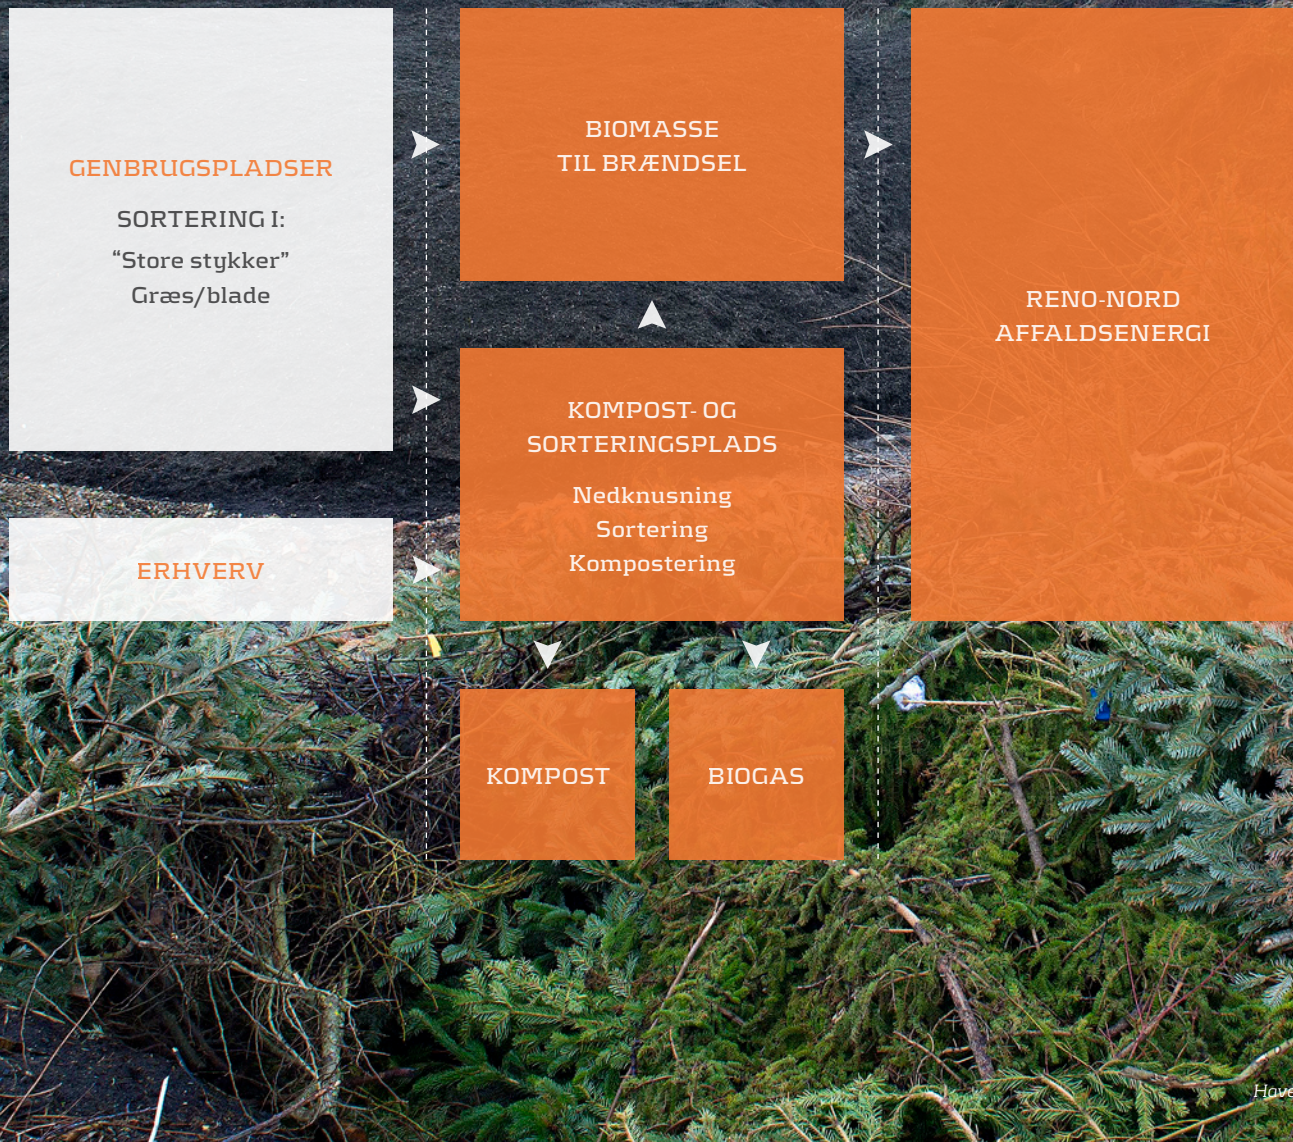 GENBRUGSPLADSER
SORTERING I:
“Store stykker”
Græs/blade
ERHVERV
BIOMASSE
TIL BRÆNDSEL
KOMPOST- OG
SORTERINGSPLADS
Nedknusning
Sortering
Kompostering
KOMPOST
BIOGAS
RENO-NORD
AFFALDSENERGI